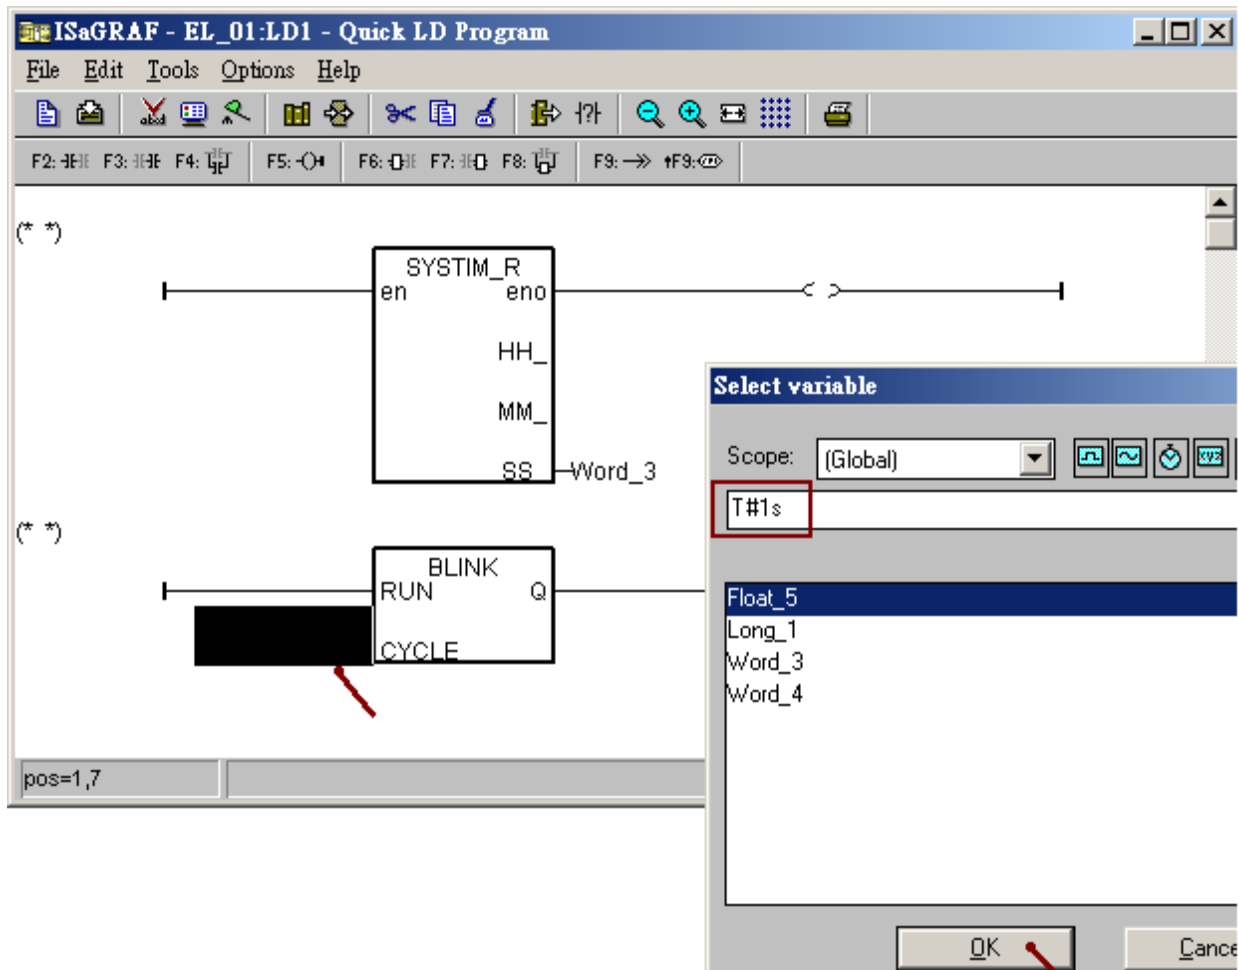 ISaGRAF - EL_01:LD1 - Quick LD Program
File Edit Tools Options Help
F2: F3: F4: F5: F6: F7: F8: F9: F9:
(* *)
SYSTIM_R
en eno
HH_
MM_
SS Word_3
(* *)
BLINK
RUN Q
CYCLE
pos=1,7
Select variable
Scope: (Global)
xyz
T#1s
Float_5
Long_1
Word_3
Word_4
OK Cance